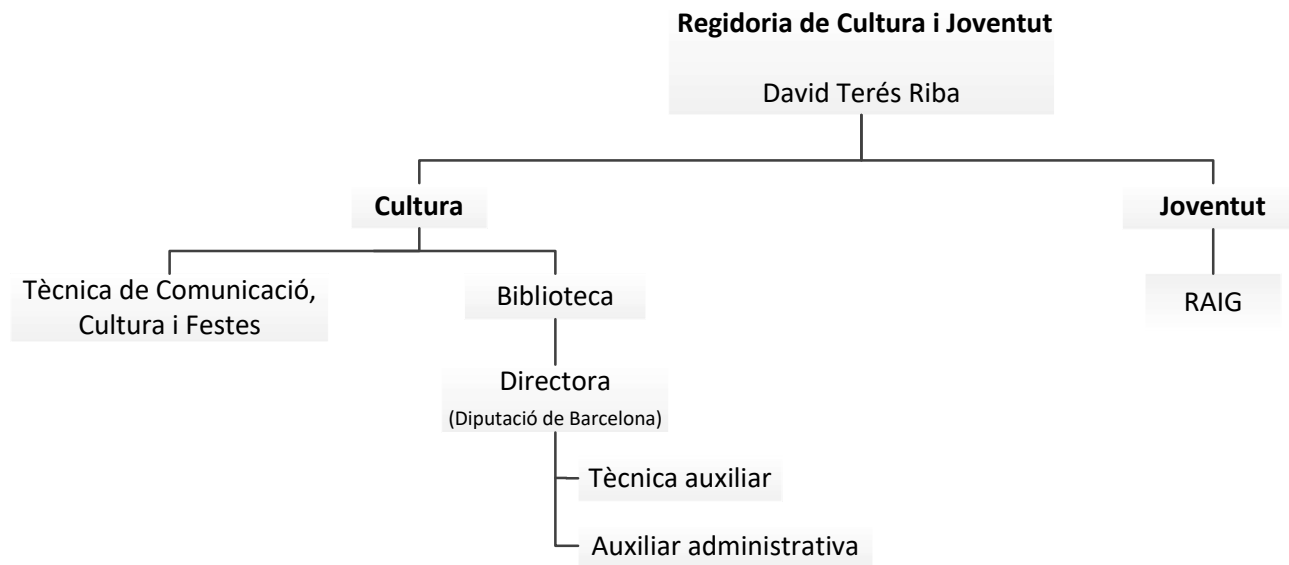 Regidoria de Cultura i Joventut
David Terés Riba
Cultura
Joventut
Tècnica de Comunicació,
Cultura i Festes
Biblioteca
RAIG
Directora
(Diputació de Barcelona)
Tècnica auxiliar
Auxiliar administrativa